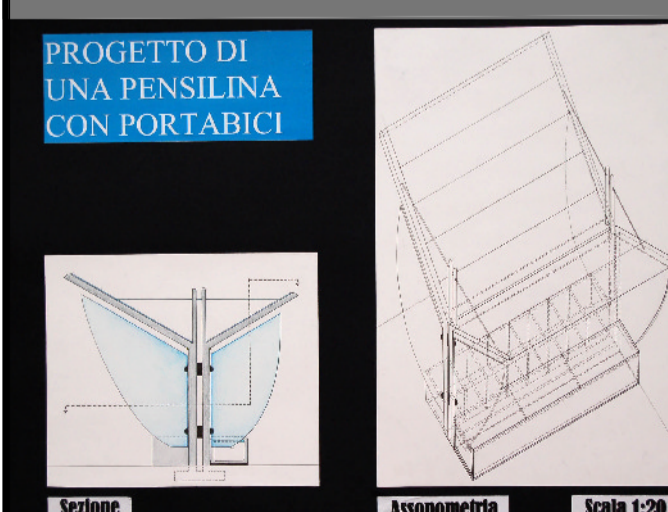 PROGETTO DI
UNA PENSILINA
CON PORTABICI
Sezione
Assonometria
Scala 1:20